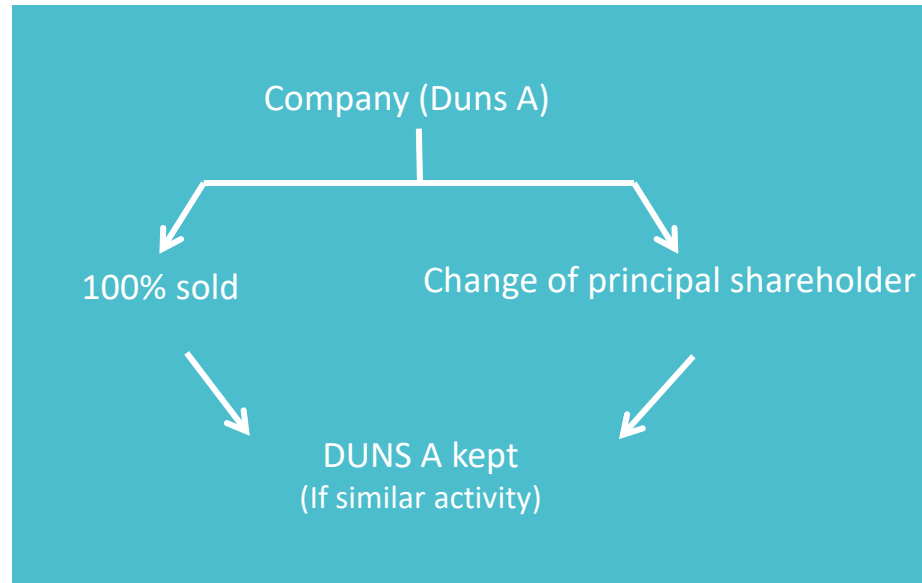 Company (Duns A)
100% sold
Change of principal shareholder
DUNS A kept
(If similar activity)